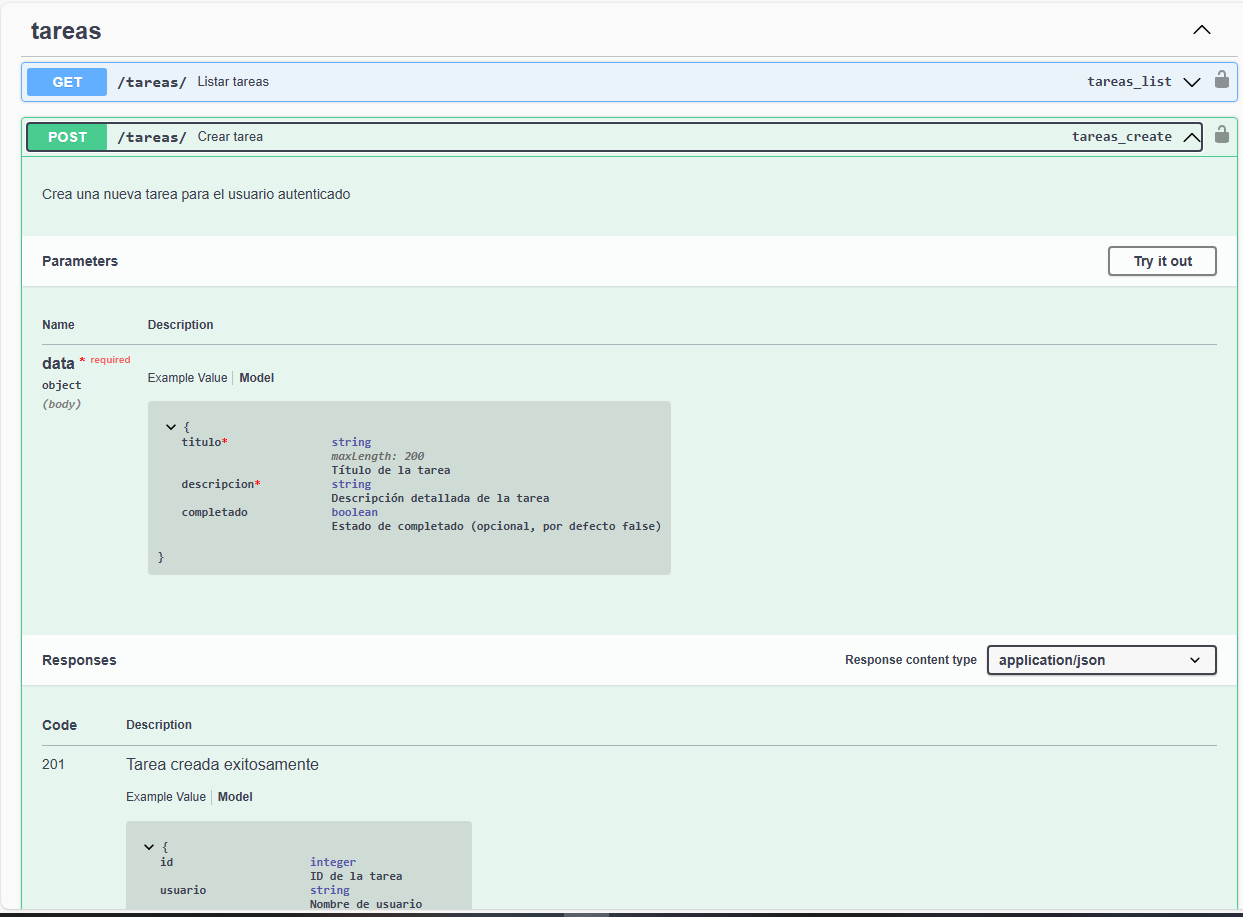 tareas
GET /tareas/ Listar tareas tareas_list
POST /tareas/ Crear tarea tareas_create
Crea una nueva tarea para el usuario autenticado
Parameters
Try it out
Name Description
data * required
object
(body)
Example Value | Model
{
titulo* string
maxLength: 200
Título de la tarea
descripcion* string
Descripción detallada de la tarea
completado boolean
Estado de completado (opcional, por defecto false)
}
Responses
Response content type application/json
Code Description
201 Tarea creada exitosamente
Example Value | Model
{
id integer
ID de la tarea
usuario string
Nombre de usuario